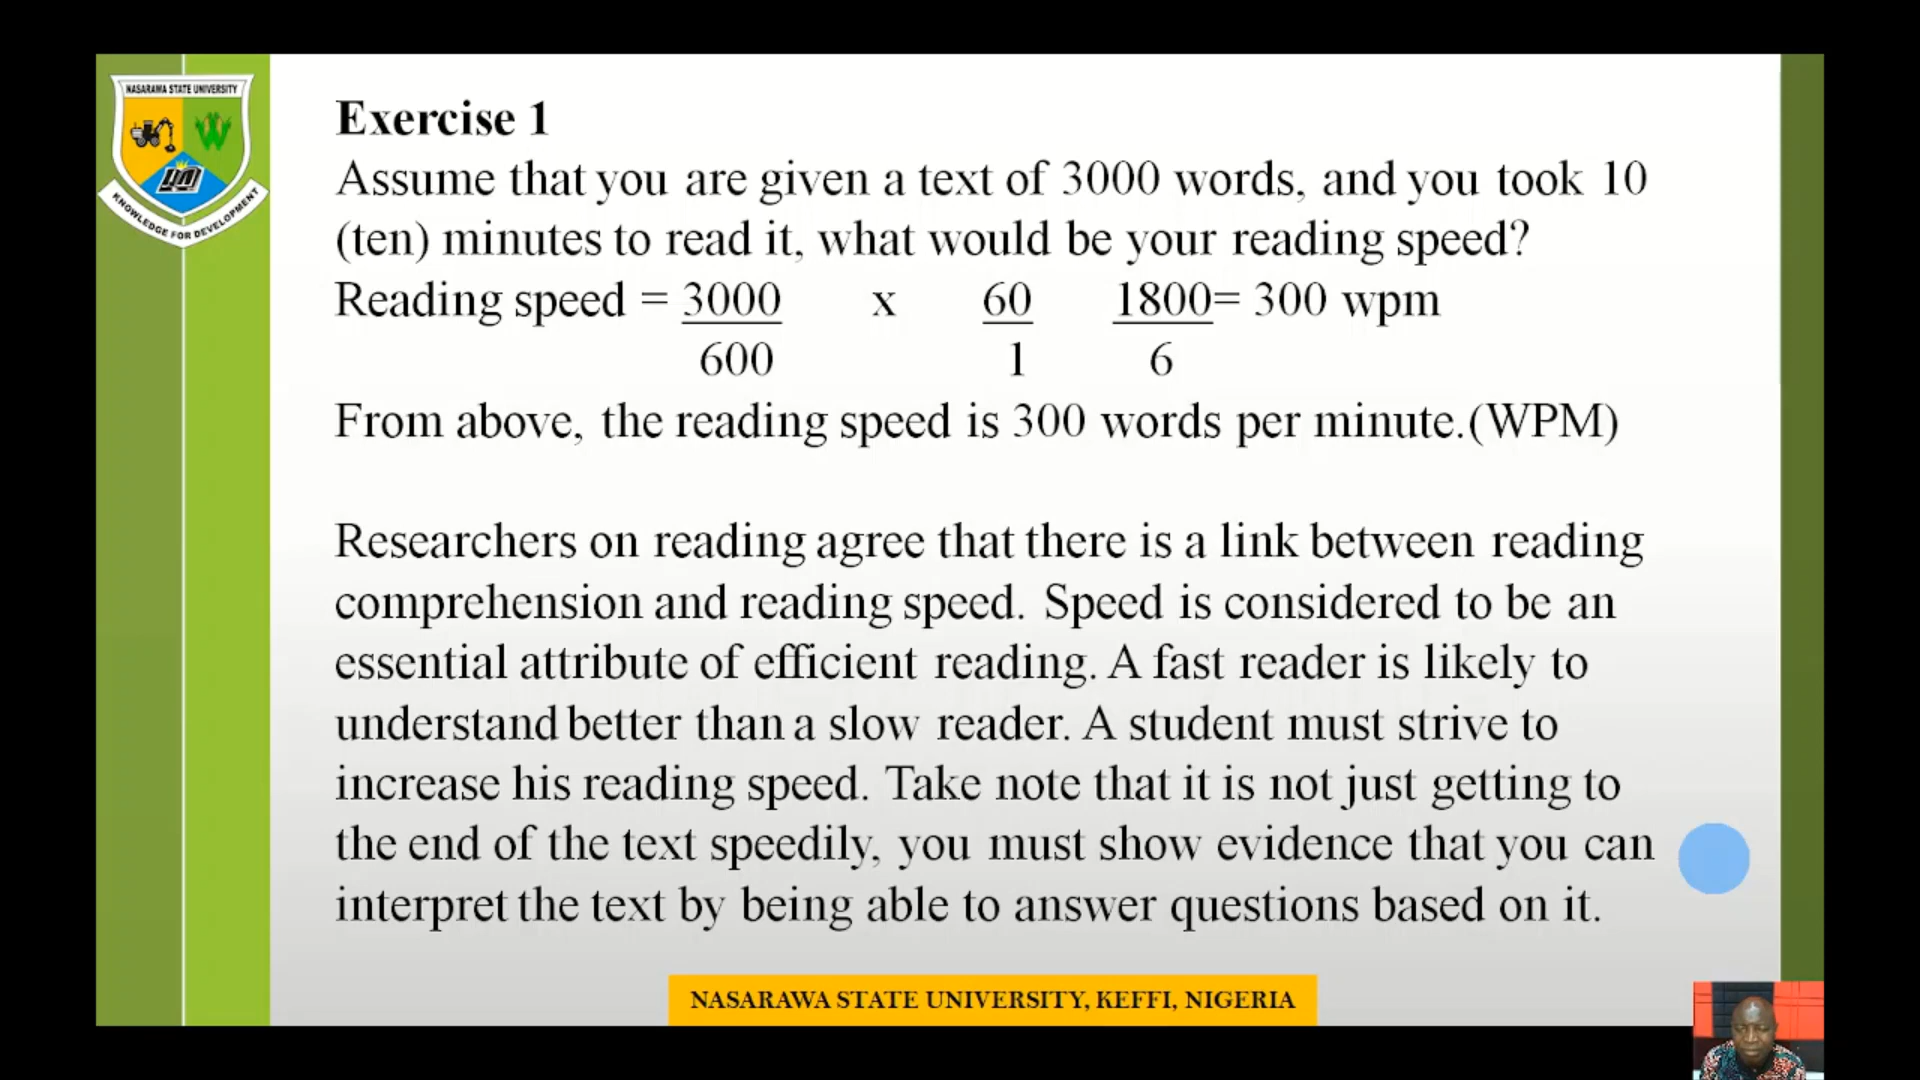 NASARAWA STATE UNIVERSITY
KNOWLEDGE FOR DEVELOPMENT
Exercise 1
Assume that you are given a text of 3000 words, and you took 10
(ten) minutes to read it, what would be your reading speed?
Reading speed = 3000 x 60 1800= 300 wpm
600 1 6
From above, the reading speed is 300 words per minute.(WPM)
Researchers on reading agree that there is a link between reading
comprehension and reading speed. Speed is considered to be an
essential attribute of efficient reading. A fast reader is likely to
understand better than a slow reader. A student must strive to
increase his reading speed. Take note that it is not just getting to
the end of the text speedily, you must show evidence that you can
interpret the text by being able to answer questions based on it.
NASARAWA STATE UNIVERSITY, KEFFI, NIGERIA